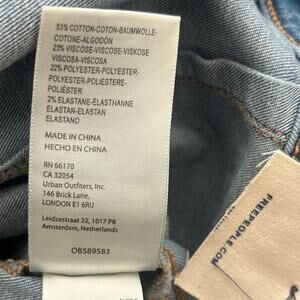 53% COTTON-COTON-BAUMWOLLE-
COTONE-ALGODÓN
23% VISCOSE-VISCOSE-VISKOSE
VISCOSA-VISCOSA
22% POLYESTER-POLYESTER-
POLYESTER-POLIESTERE-
POLIÉSTER
2% ELASTANE-ÉLASTHANNE
ELASTAN-ELASTAN
ELASTANO
MADE IN CHINA
HECHO EN CHINA
RN 66170
CA 32054
Urban Outfitters, Inc.
146 Brick Lane,
LONDON E1 6RU
Leidsestraat 32, 1017 PB
Amsterdam, Netherlands
OB589583
FREEPEOPLE.COM